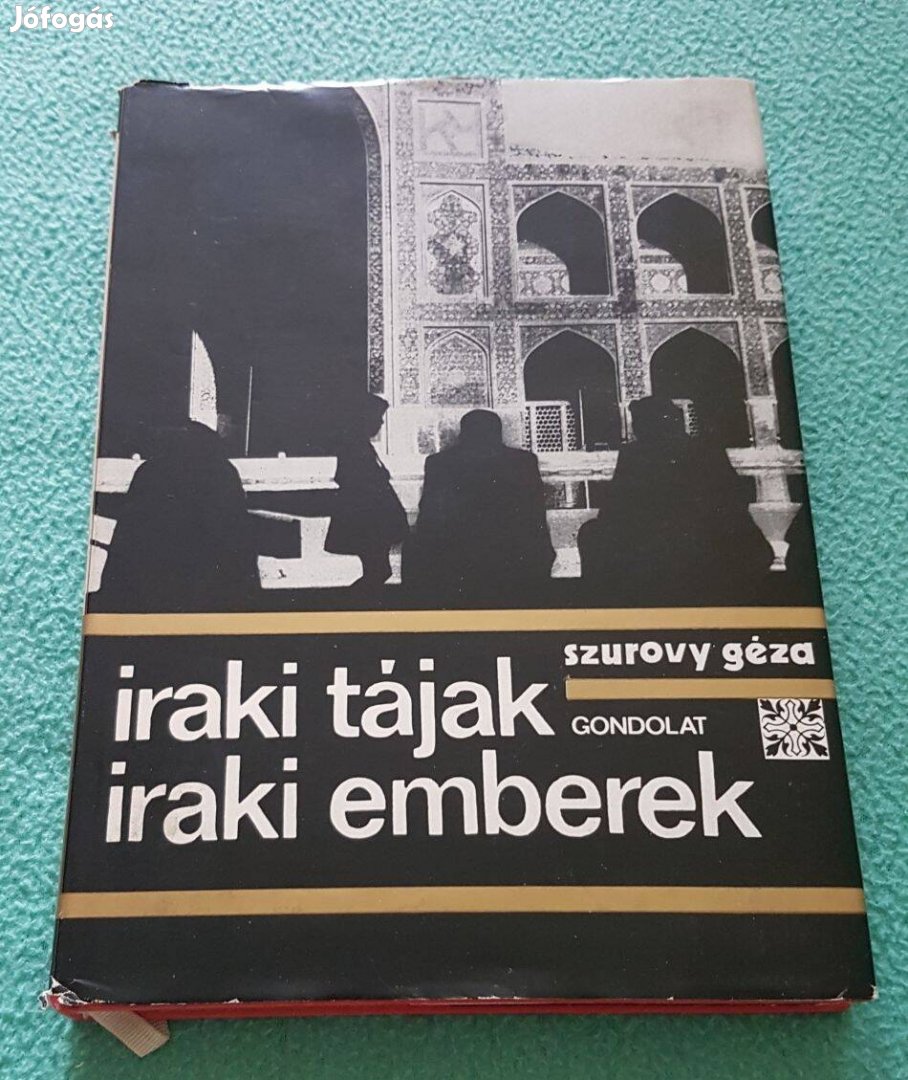 Jófogás
szurovy géza
iraki tájak
GONDOLAT
iraki emberek